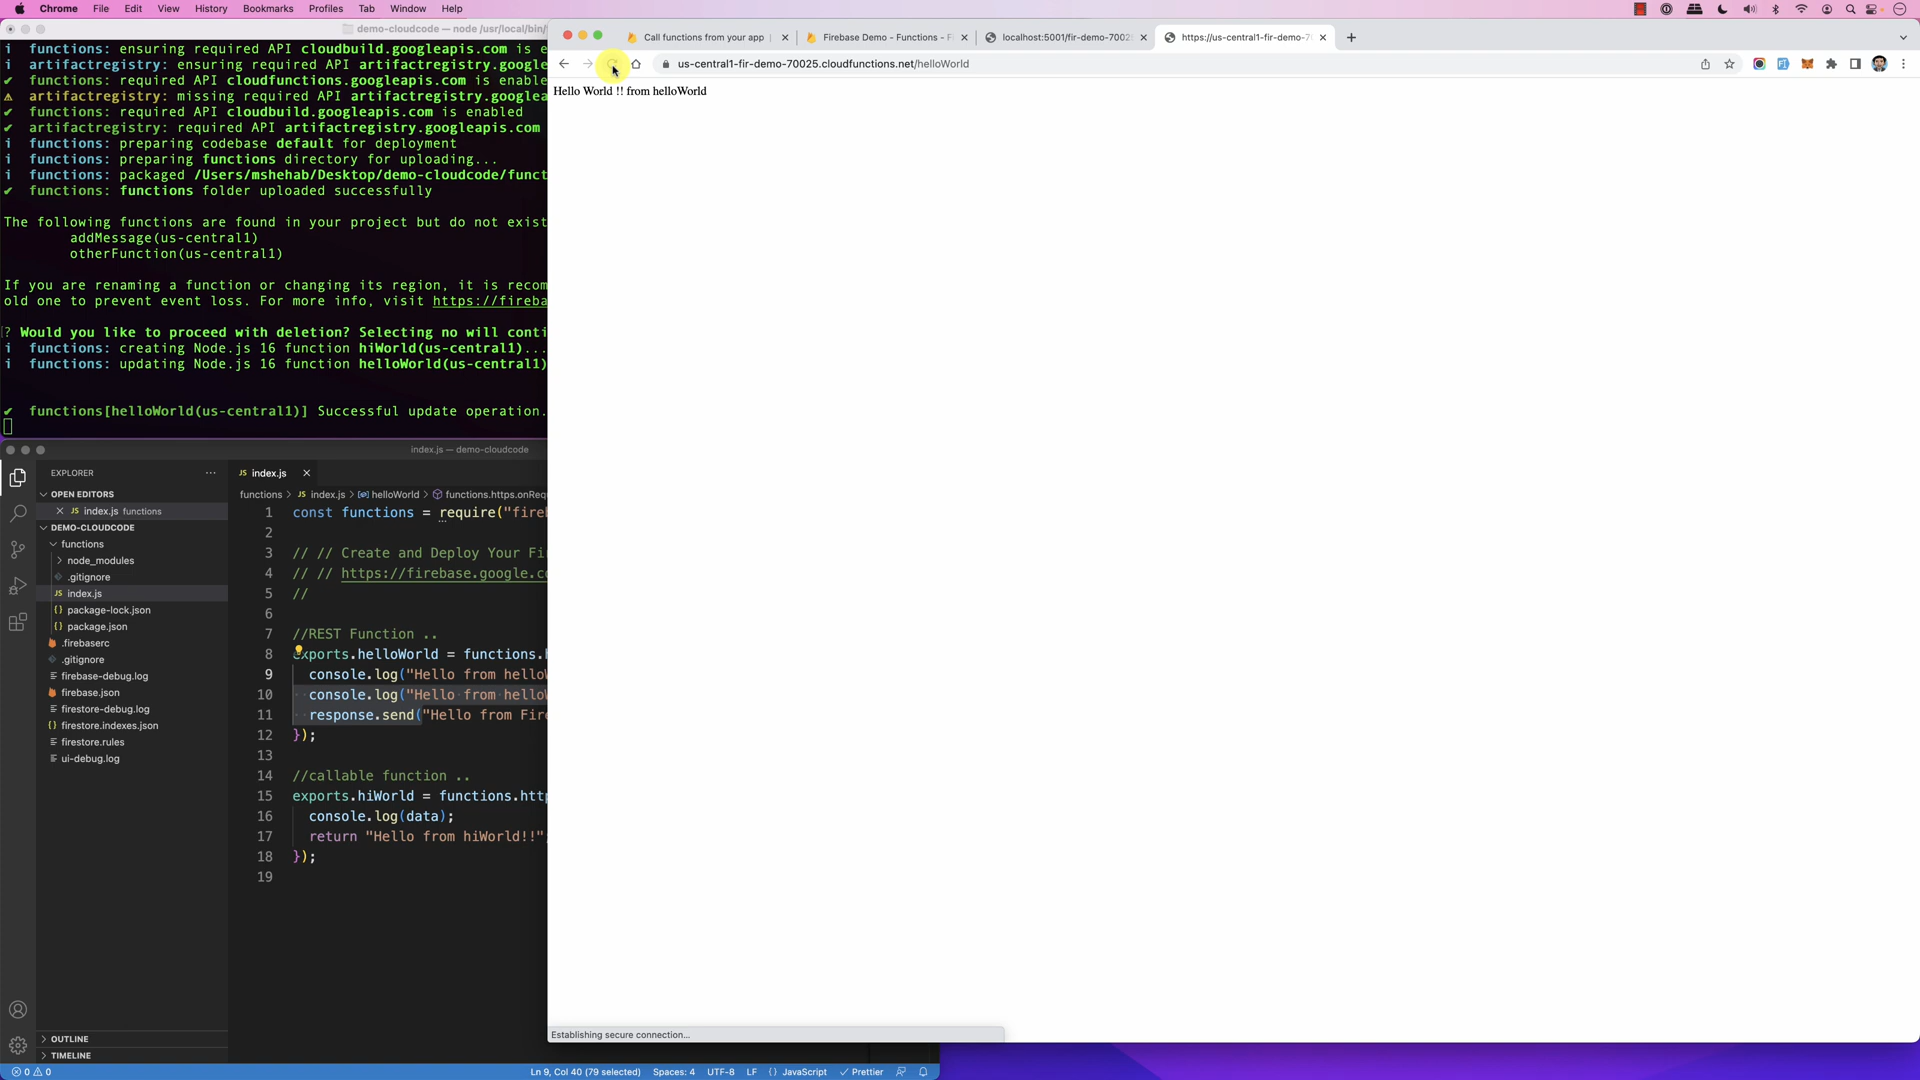 Chrome File Edit View History Bookmarks Profiles Tab Window Help
demo-cloudcode — node /usr/local/bin/
i functions: ensuring required API cloudbuild.googleapis.com is e
i artifactregistry: ensuring required API artifactregistry.googleap
✔ functions: required API cloudfunctions.googleapis.com is enable
⚠ artifactregistry: missing required API artifactregistry.googlea
✔ functions: required API cloudbuild.googleapis.com is enabled
✔ artifactregistry: required API artifactregistry.googleapis.com
i functions: preparing codebase default for deployment
i functions: preparing functions directory for uploading...
i functions: packaged /Users/mshehab/Desktop/demo-cloudcode/funct
✔ functions: functions folder uploaded successfully
The following functions are found in your project but do not exist
addMessage(us-central1)
otherFunction(us-central1)
If you are renaming a function or changing its region, it is recom
old one to prevent event loss. For more info, visit https://fireba
? Would you like to proceed with deletion? Selecting no will conti
i functions: creating Node.js 16 function hiWorld(us-central1)...
i functions: updating Node.js 16 function helloWorld(us-central1)
✔ functions[helloWorld(us-central1)] Successful update operation.
Call functions from your app
Firebase Demo - Functions - F
localhost:5001/fir-demo-7002
https://us-central1-fir-demo-7
us-central1-fir-demo-70025.cloudfunctions.net/helloWorld
Hello World !! from helloWorld
Establishing secure connection...
index.js — demo-cloudcode
EXPLORER
OPEN EDITORS
JS index.js functions
DEMO-CLOUDCODE
functions
node_modules
.gitignore
JS index.js
{} package-lock.json
{} package.json
.firebaserc
.gitignore
firebase-debug.log
firebase.json
firestore-debug.log
{} firestore.indexes.json
firestore.rules
ui-debug.log
OUTLINE
TIMELINE
JS index.js
functions > JS index.js > helloWorld > functions.https.onReq
1 const functions = require("fire
2
3 // // Create and Deploy Your Fi
4 // // https://firebase.google.co
5 //
6
7 //REST Function ..
8 exports.helloWorld = functions.h
9 console.log("Hello from helloW
10 console.log("Hello from helloW
11 response.send("Hello from Fire
12 });
13
14 //callable function ..
15 exports.hiWorld = functions.http
16 console.log(data);
17 return "Hello from hiWorld!!";
18 });
19
0 0 Ln 9, Col 40 (79 selected) Spaces: 4 UTF-8 LF {} JavaScript ✓ Prettier